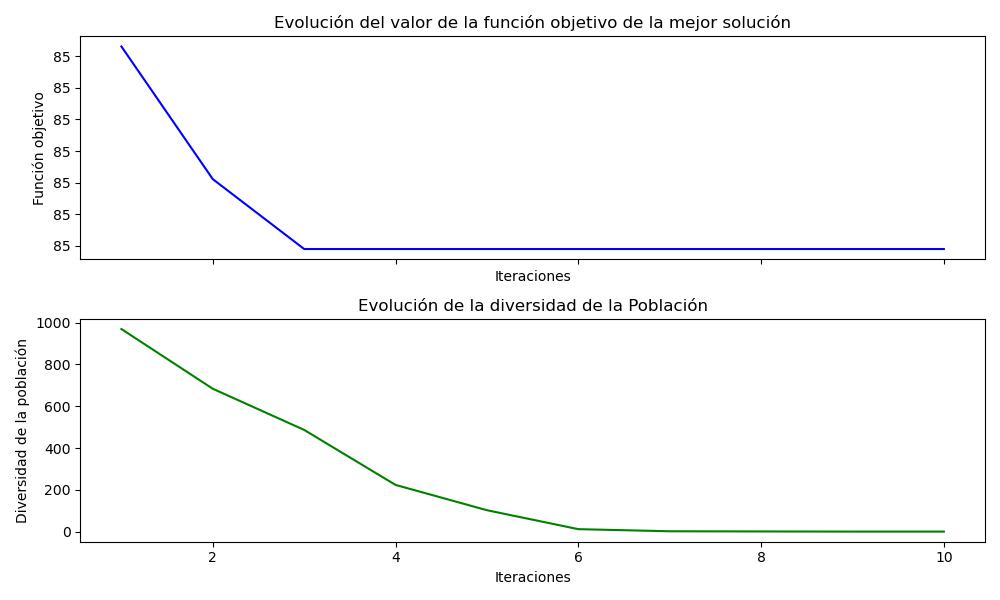 Evolución del valor de la función objetivo de la mejor solución
Función objetivo
85
85
85
85
85
85
85
Iteraciones
Evolución de la diversidad de la Población
Diversidad de la población
1000
800
600
400
200
0
2 4 6 8 10
Iteraciones